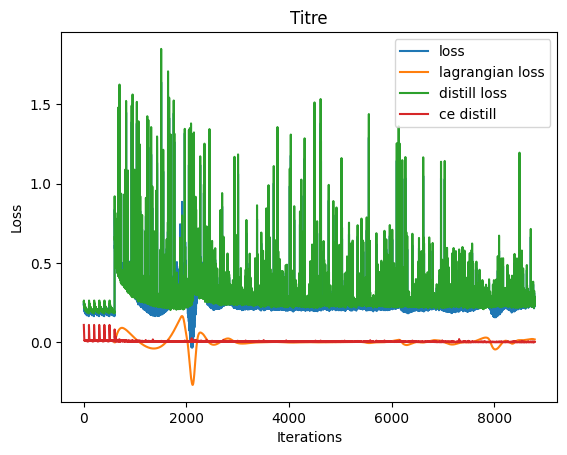 Titre
loss
lagrangian loss
distill loss
ce distill
Loss
1.5
1.0
0.5
0.0
0
2000
4000
6000
8000
Iterations